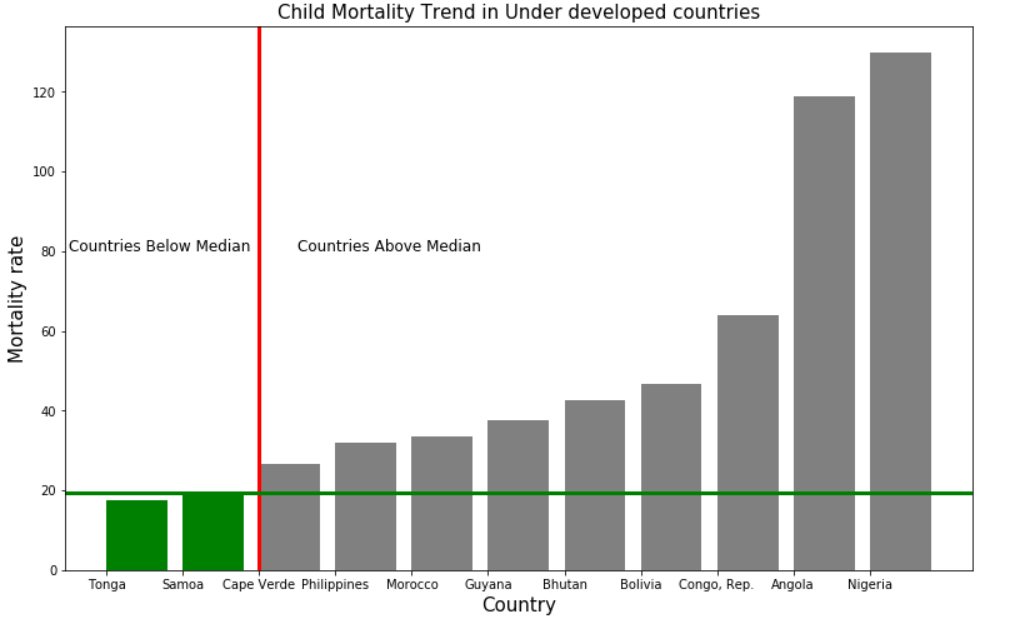 Child Mortality Trend in Under developed countries
Mortality rate
120
100
80
60
40
20
0
Countries Below Median
Countries Above Median
Tonga
Samoa
Cape Verde
Philippines
Morocco
Guyana
Bhutan
Bolivia
Congo, Rep.
Angola
Nigeria
Country